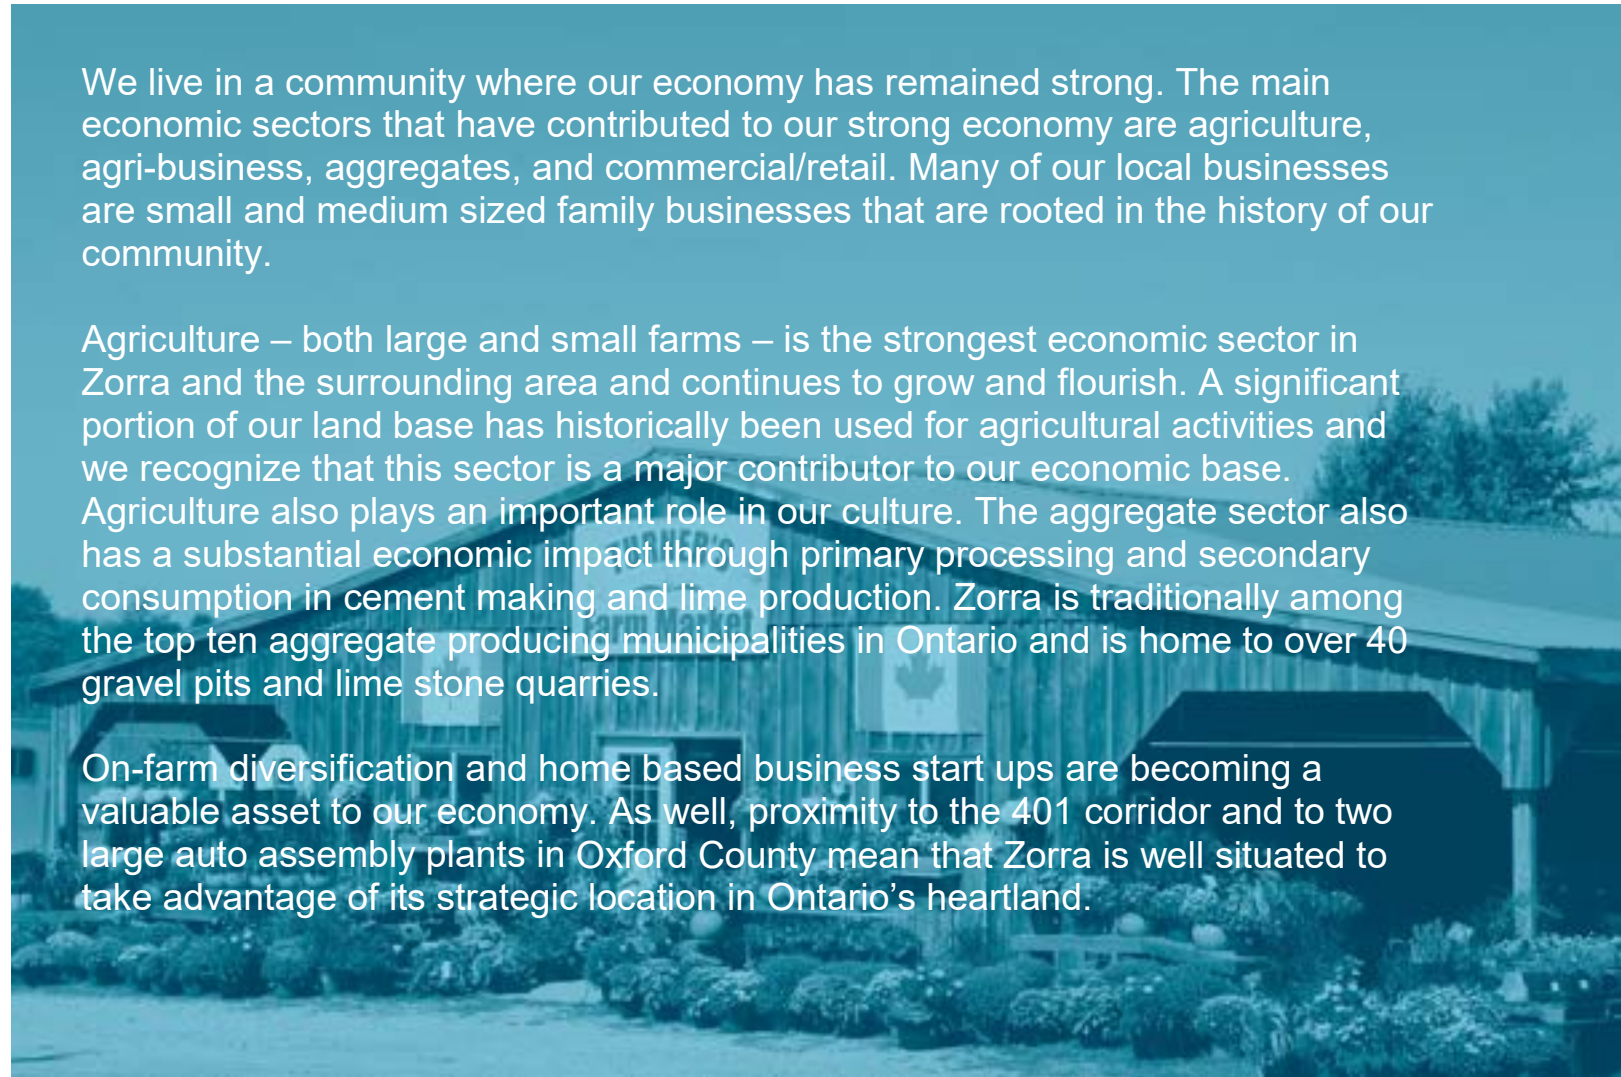 We live in a community where our economy has remained strong. The main
economic sectors that have contributed to our strong economy are agriculture,
agri-business, aggregates, and commercial/retail. Many of our local businesses
are small and medium sized family businesses that are rooted in the history of our
community.
Agriculture – both large and small farms – is the strongest economic sector in
Zorra and the surrounding area and continues to grow and flourish. A significant
portion of our land base has historically been used for agricultural activities and
we recognize that this sector is a major contributor to our economic base.
Agriculture also plays an important role in our culture. The aggregate sector also
has a substantial economic impact through primary processing and secondary
consumption in cement making and lime production. Zorra is traditionally among
the top ten aggregate producing municipalities in Ontario and is home to over 40
gravel pits and lime stone quarries.
On-farm diversification and home based business start ups are becoming a
valuable asset to our economy. As well, proximity to the 401 corridor and to two
large auto assembly plants in Oxford County mean that Zorra is well situated to
take advantage of its strategic location in Ontario’s heartland.